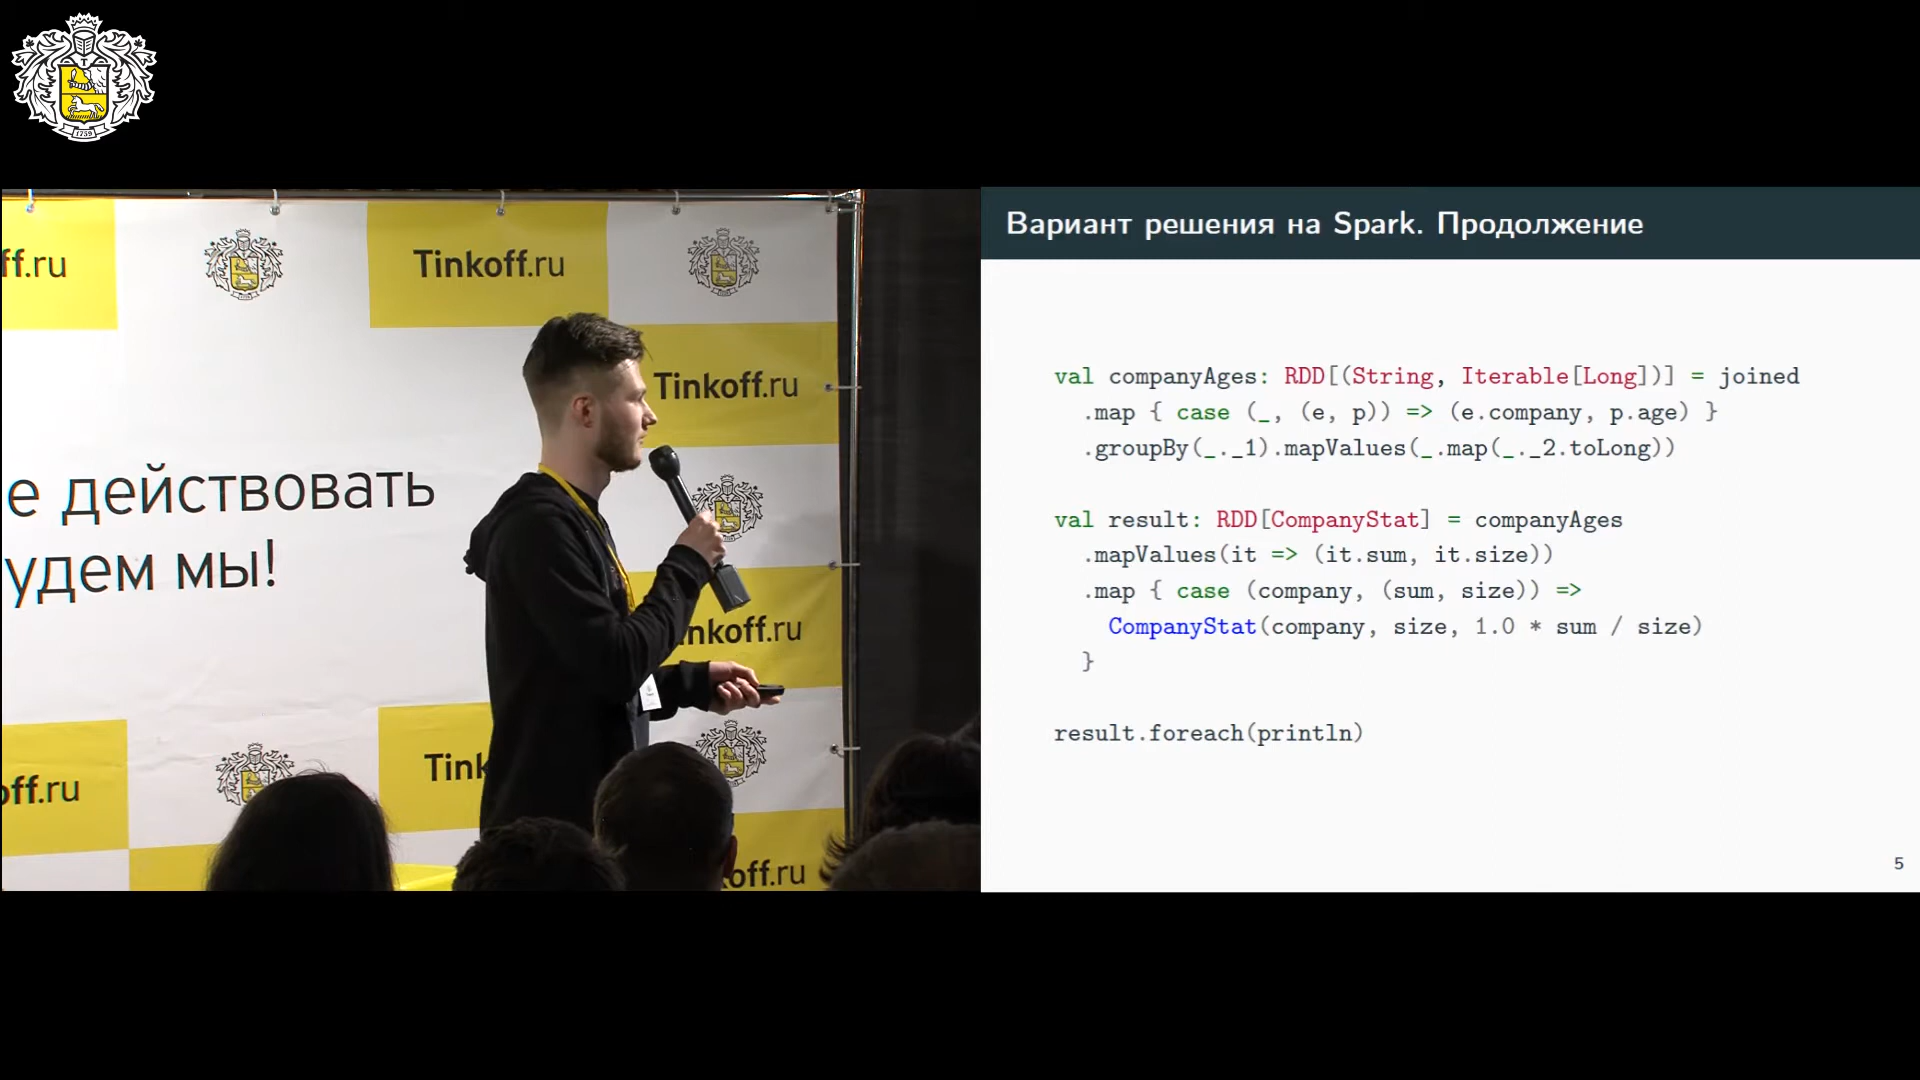 1759
ff.ru
Tinkoff.ru
Tinkoff.ru
е действовать
удем мы!
nkoff.ru
off.ru
Tink
off.ru
Вариант решения на Spark. Продолжение
val companyAges: RDD[(String, Iterable[Long])] = joined
.map { case (_, (e, p)) => (e.company, p.age) }
.groupBy(_._1).mapValues(_.map(_._2.toLong))
val result: RDD[CompanyStat] = companyAges
.mapValues(it => (it.sum, it.size))
.map { case (company, (sum, size)) =>
CompanyStat(company, size, 1.0 * sum / size)
}
result.foreach(println)
5